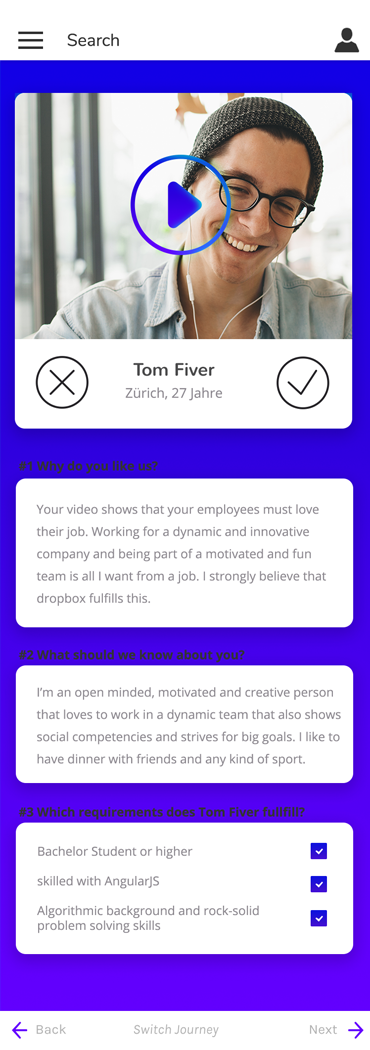 Search
Tom Fiver
Zürich, 27 Jahre
#1 Why do you like us?
Your video shows that your employees must love
their job. Working for a dynamic and innovative
company and being part of a motivated and fun
team is all I want from a job. I strongly believe that
dropbox fulfills this.
#2 What should we know about you?
I'm an open minded, motivated and creative person
that loves to work in a dynamic team that also shows
social competencies and strives for big goals. I like to
have dinner with friends and any kind of sport.
#3 Which requirements does Tom Fiver fullfill?
Bachelor Student or higher
skilled with AngularJS
Algorithmic background and rock-solid
problem solving skills
Back Switch Journey Next